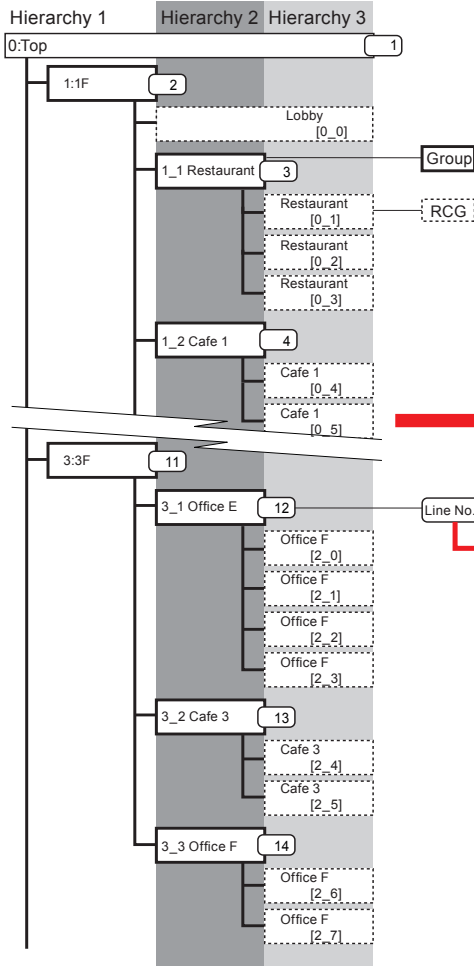 Hierarchy 1 Hierarchy 2 Hierarchy 3
0:Top 1
1:1F 2
Lobby
[0_0]
1_1 Restaurant 3
Group
Restaurant
[0_1]
RCG
Restaurant
[0_2]
Restaurant
[0_3]
1_2 Cafe 1 4
Cafe 1
[0_4]
Cafe 1
[0_5]
3:3F 11
3_1 Office E 12
Line No.
Office F
[2_0]
Office F
[2_1]
Office F
[2_2]
Office F
[2_3]
3_2 Cafe 3 13
Cafe 3
[2_4]
Cafe 3
[2_5]
3_3 Office F 14
Office F
[2_6]
Office F
[2_7]